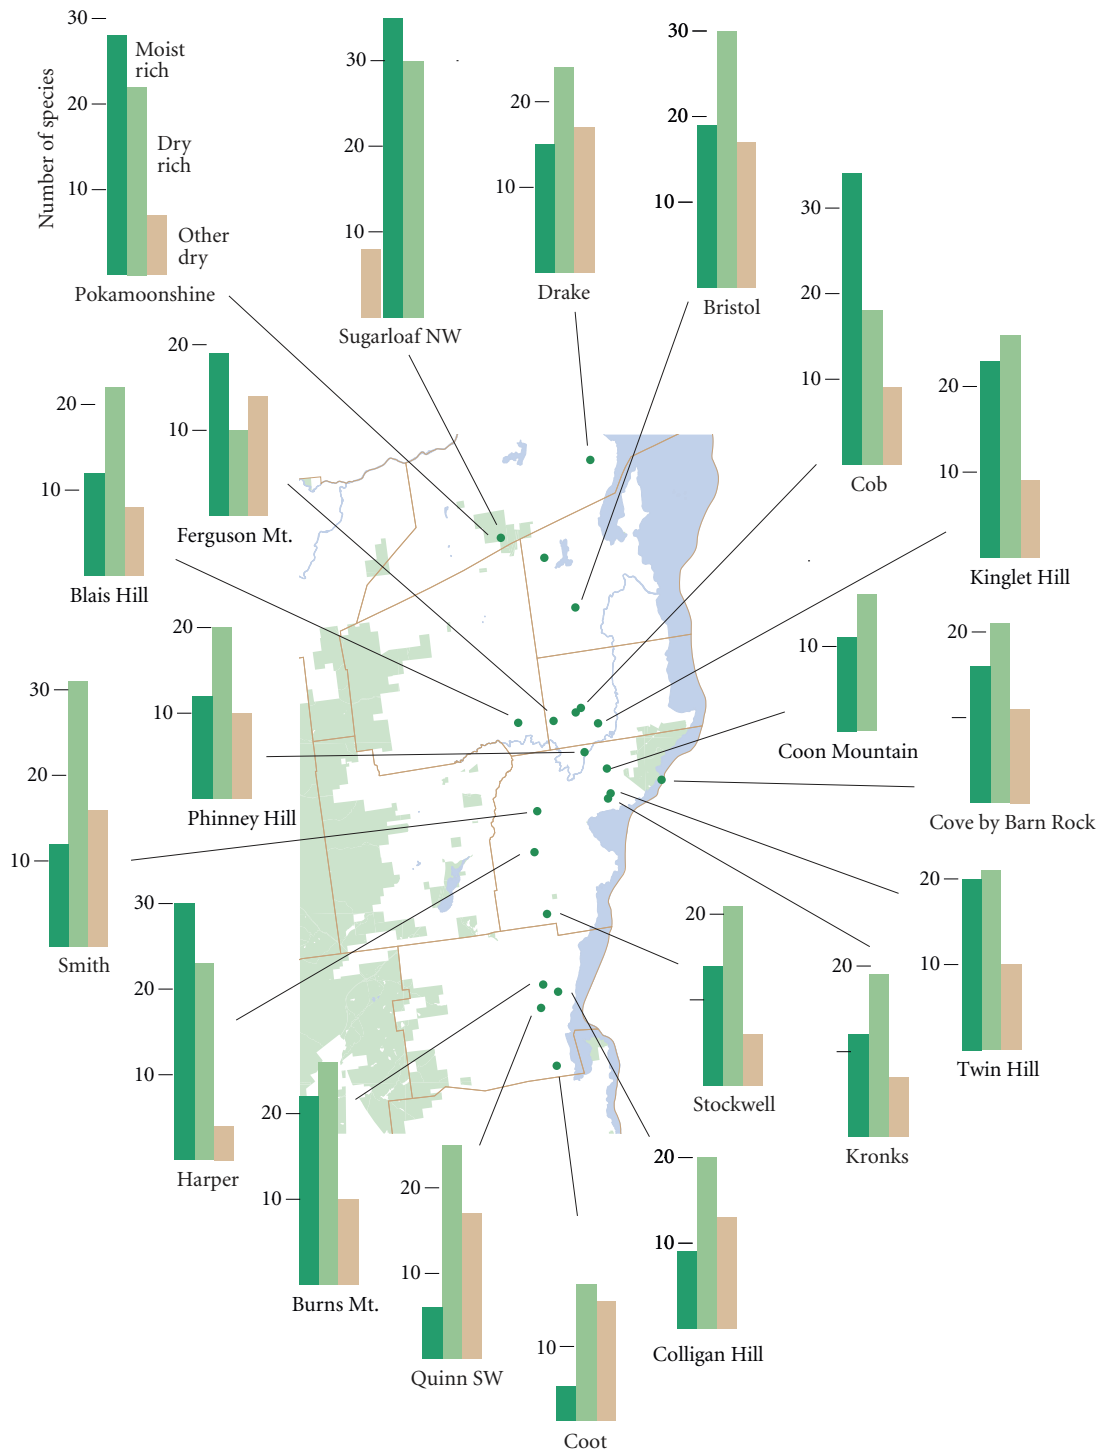 Number of species
30
20
10
Moist
rich
Dry
rich
Other
dry
Pokamoonshine
30
20
10
Sugarloaf NW
20
10
Drake
30
20
10
Bristol
30
20
10
Cob
20
10
Kinglet Hill
20
10
Ferguson Mt.
20
10
Blais Hill
20
10
Phinney Hill
10
Coon Mountain
20
Cove by Barn Rock
30
20
10
Smith
30
20
10
Harper
20
10
Burns Mt.
20
10
Quinn SW
10
Coot
20
10
Colligan Hill
20
Stockwell
20
Kronks
20
10
Twin Hill